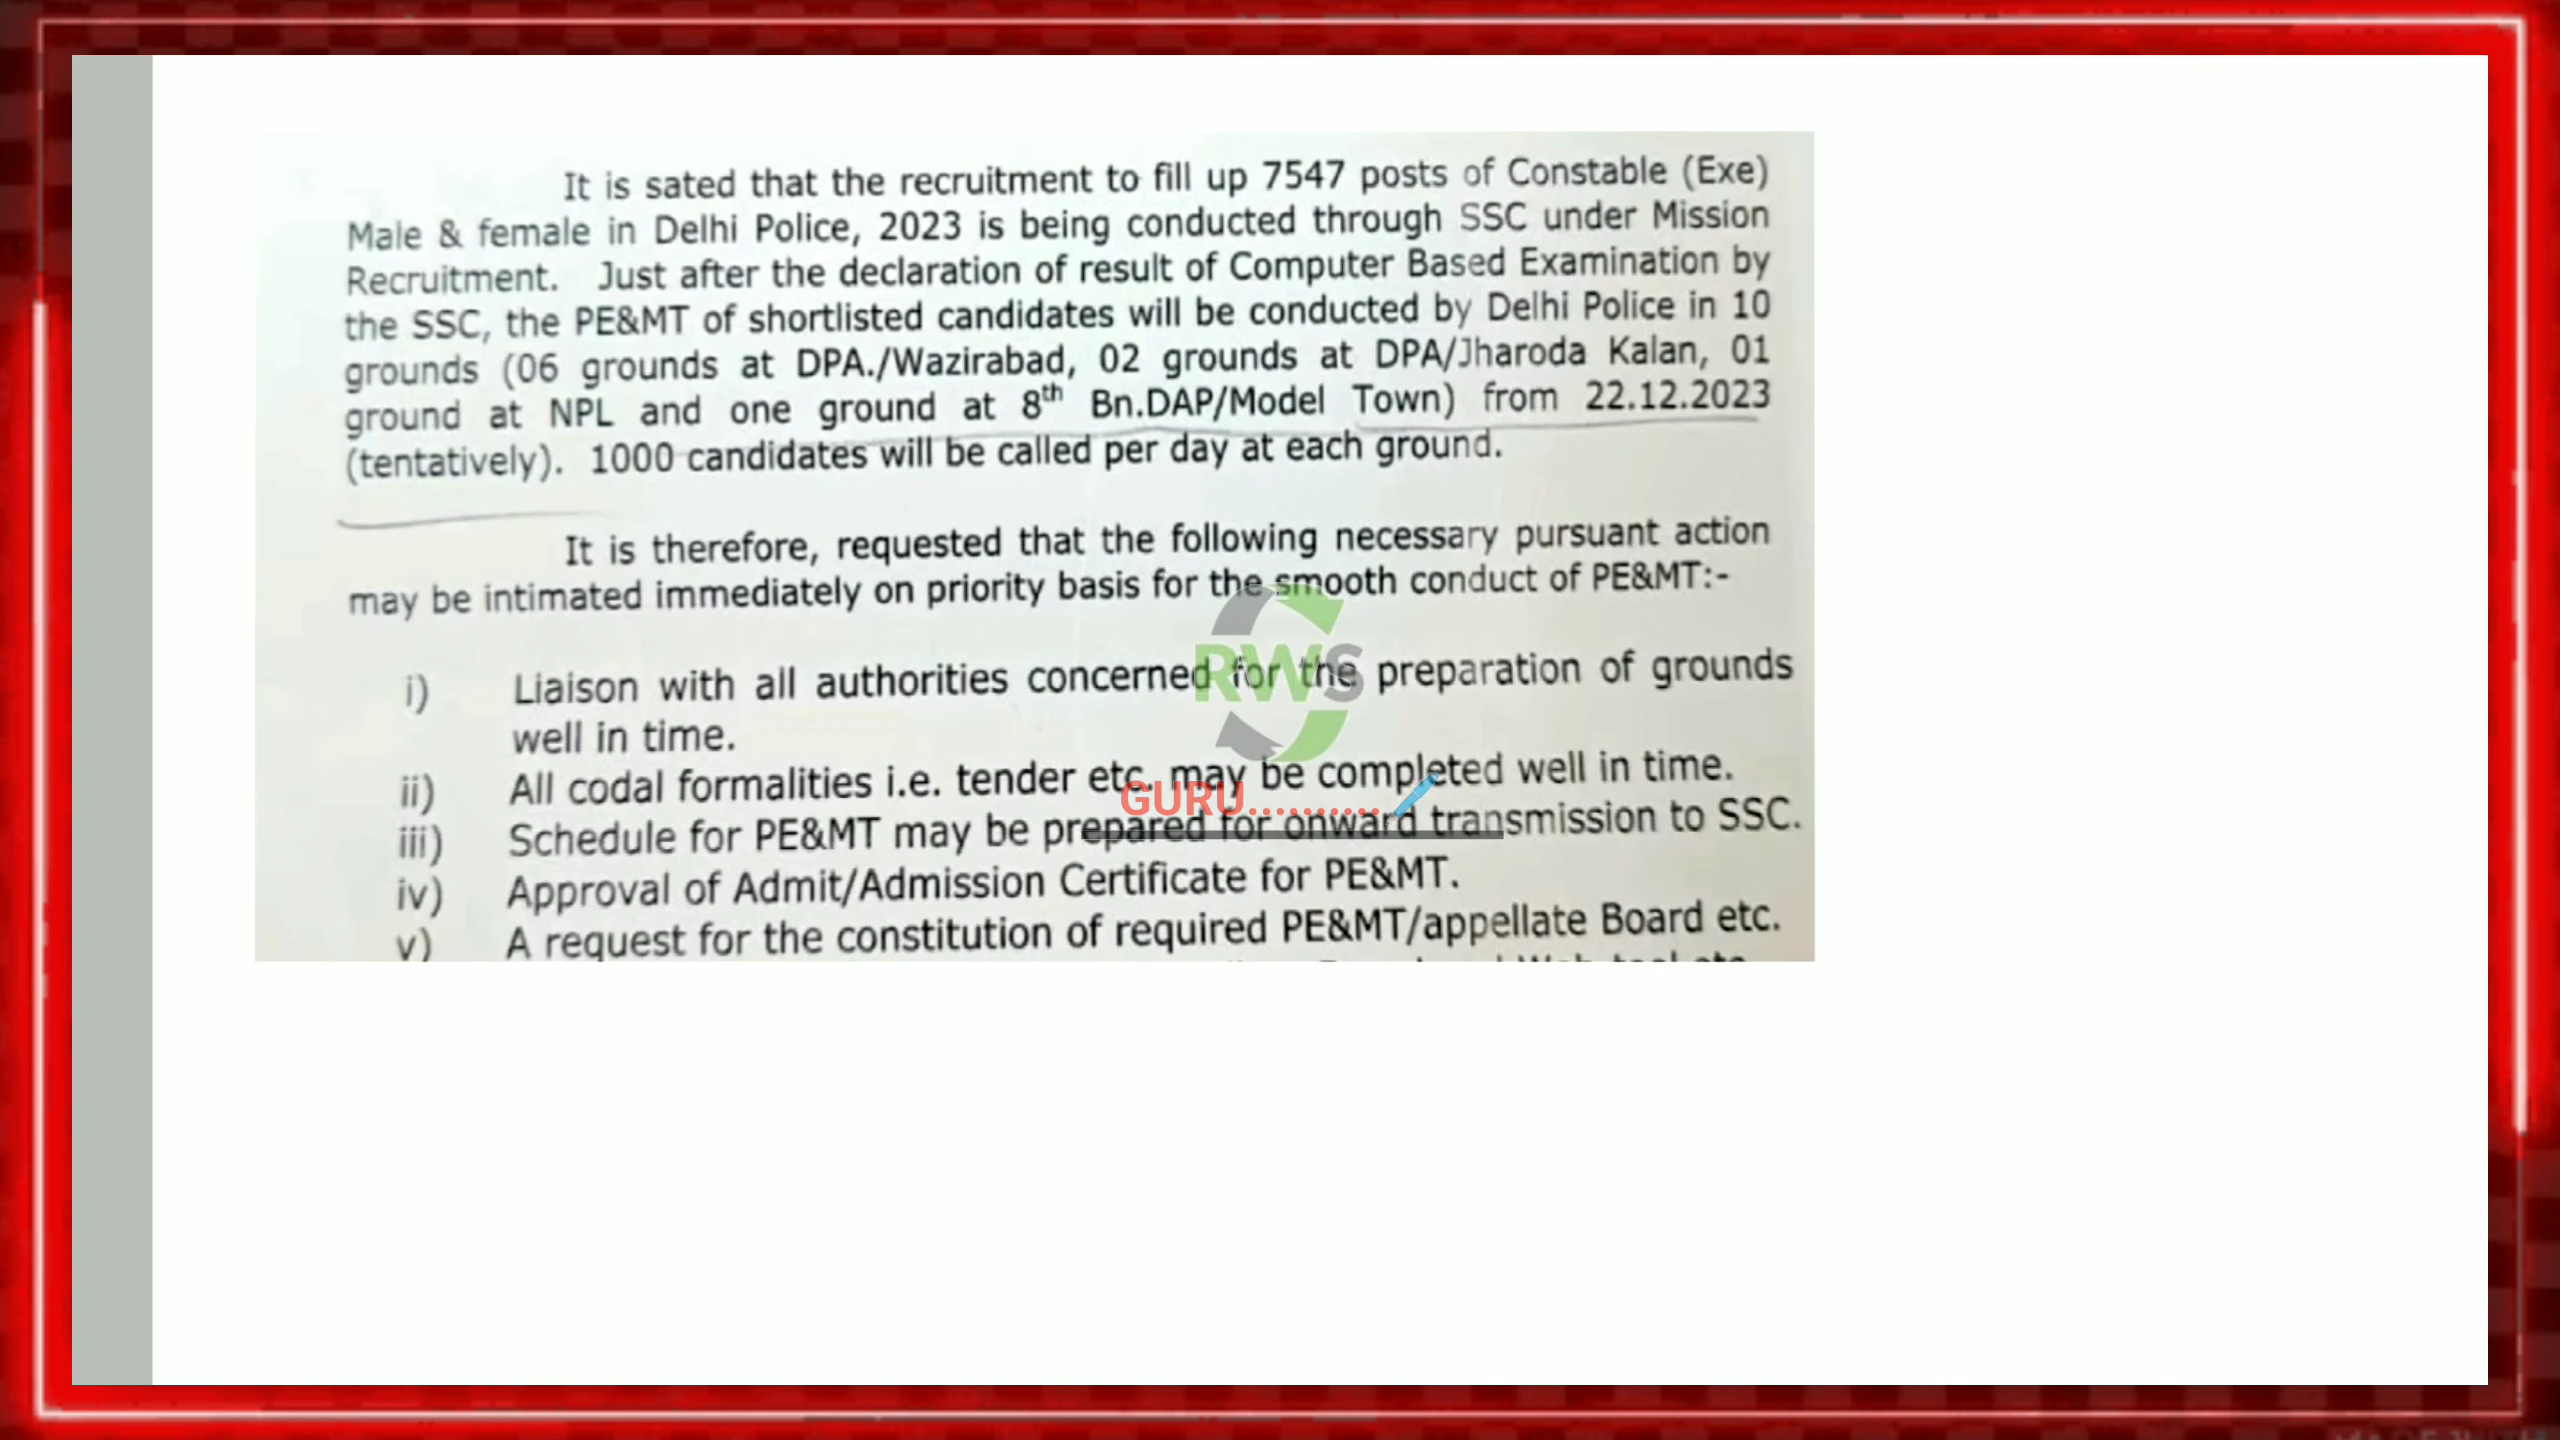 It is sated that the recruitment to fill up 7547 posts of Constable (Exe)
Male & female in Delhi Police, 2023 is being conducted through SSC under Mission
Recruitment. Just after the declaration of result of Computer Based Examination by
the SSC, the PE&MT of shortlisted candidates will be conducted by Delhi Police in 10
grounds (06 grounds at DPA./Wazirabad, 02 grounds at DPA/Jharoda Kalan, 01
ground at NPL and one ground at 8th Bn.DAP/Model Town) from 22.12.2023
(tentatively). 1000 candidates will be called per day at each ground.
It is therefore, requested that the following necessary pursuant action
may be intimated immediately on priority basis for the smooth conduct of PE&MT:-
i) Liaison with all authorities concerned for the preparation of grounds
well in time.
RWS
ii) All codal formalities i.e. tender etc. may be completed well in time.
GURU...........
iii) Schedule for PE&MT may be prepared for onward transmission to SSC.
iv) Approval of Admit/Admission Certificate for PE&MT.
v) A request for the constitution of required PE&MT/appellate Board etc.